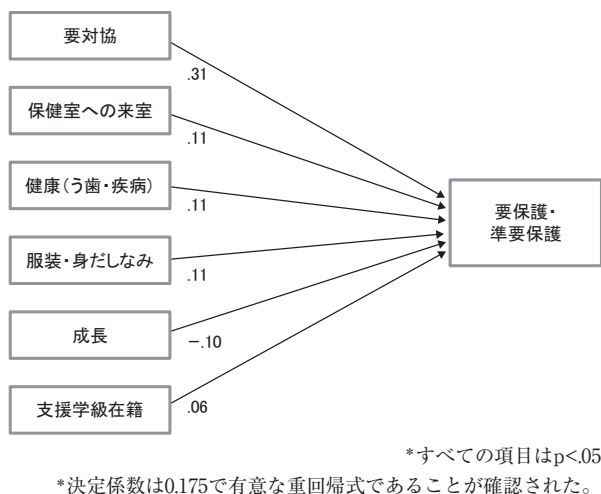 要対協
.31
保健室への来室
.11
健康(う歯・疾病)
.11
服装・身だしなみ
.11
成長
−.10
支援学級在籍
.06
要保護・
準要保護
*すべての項目はp<.05
*決定係数は0.175で有意な重回帰式であることが確認された。